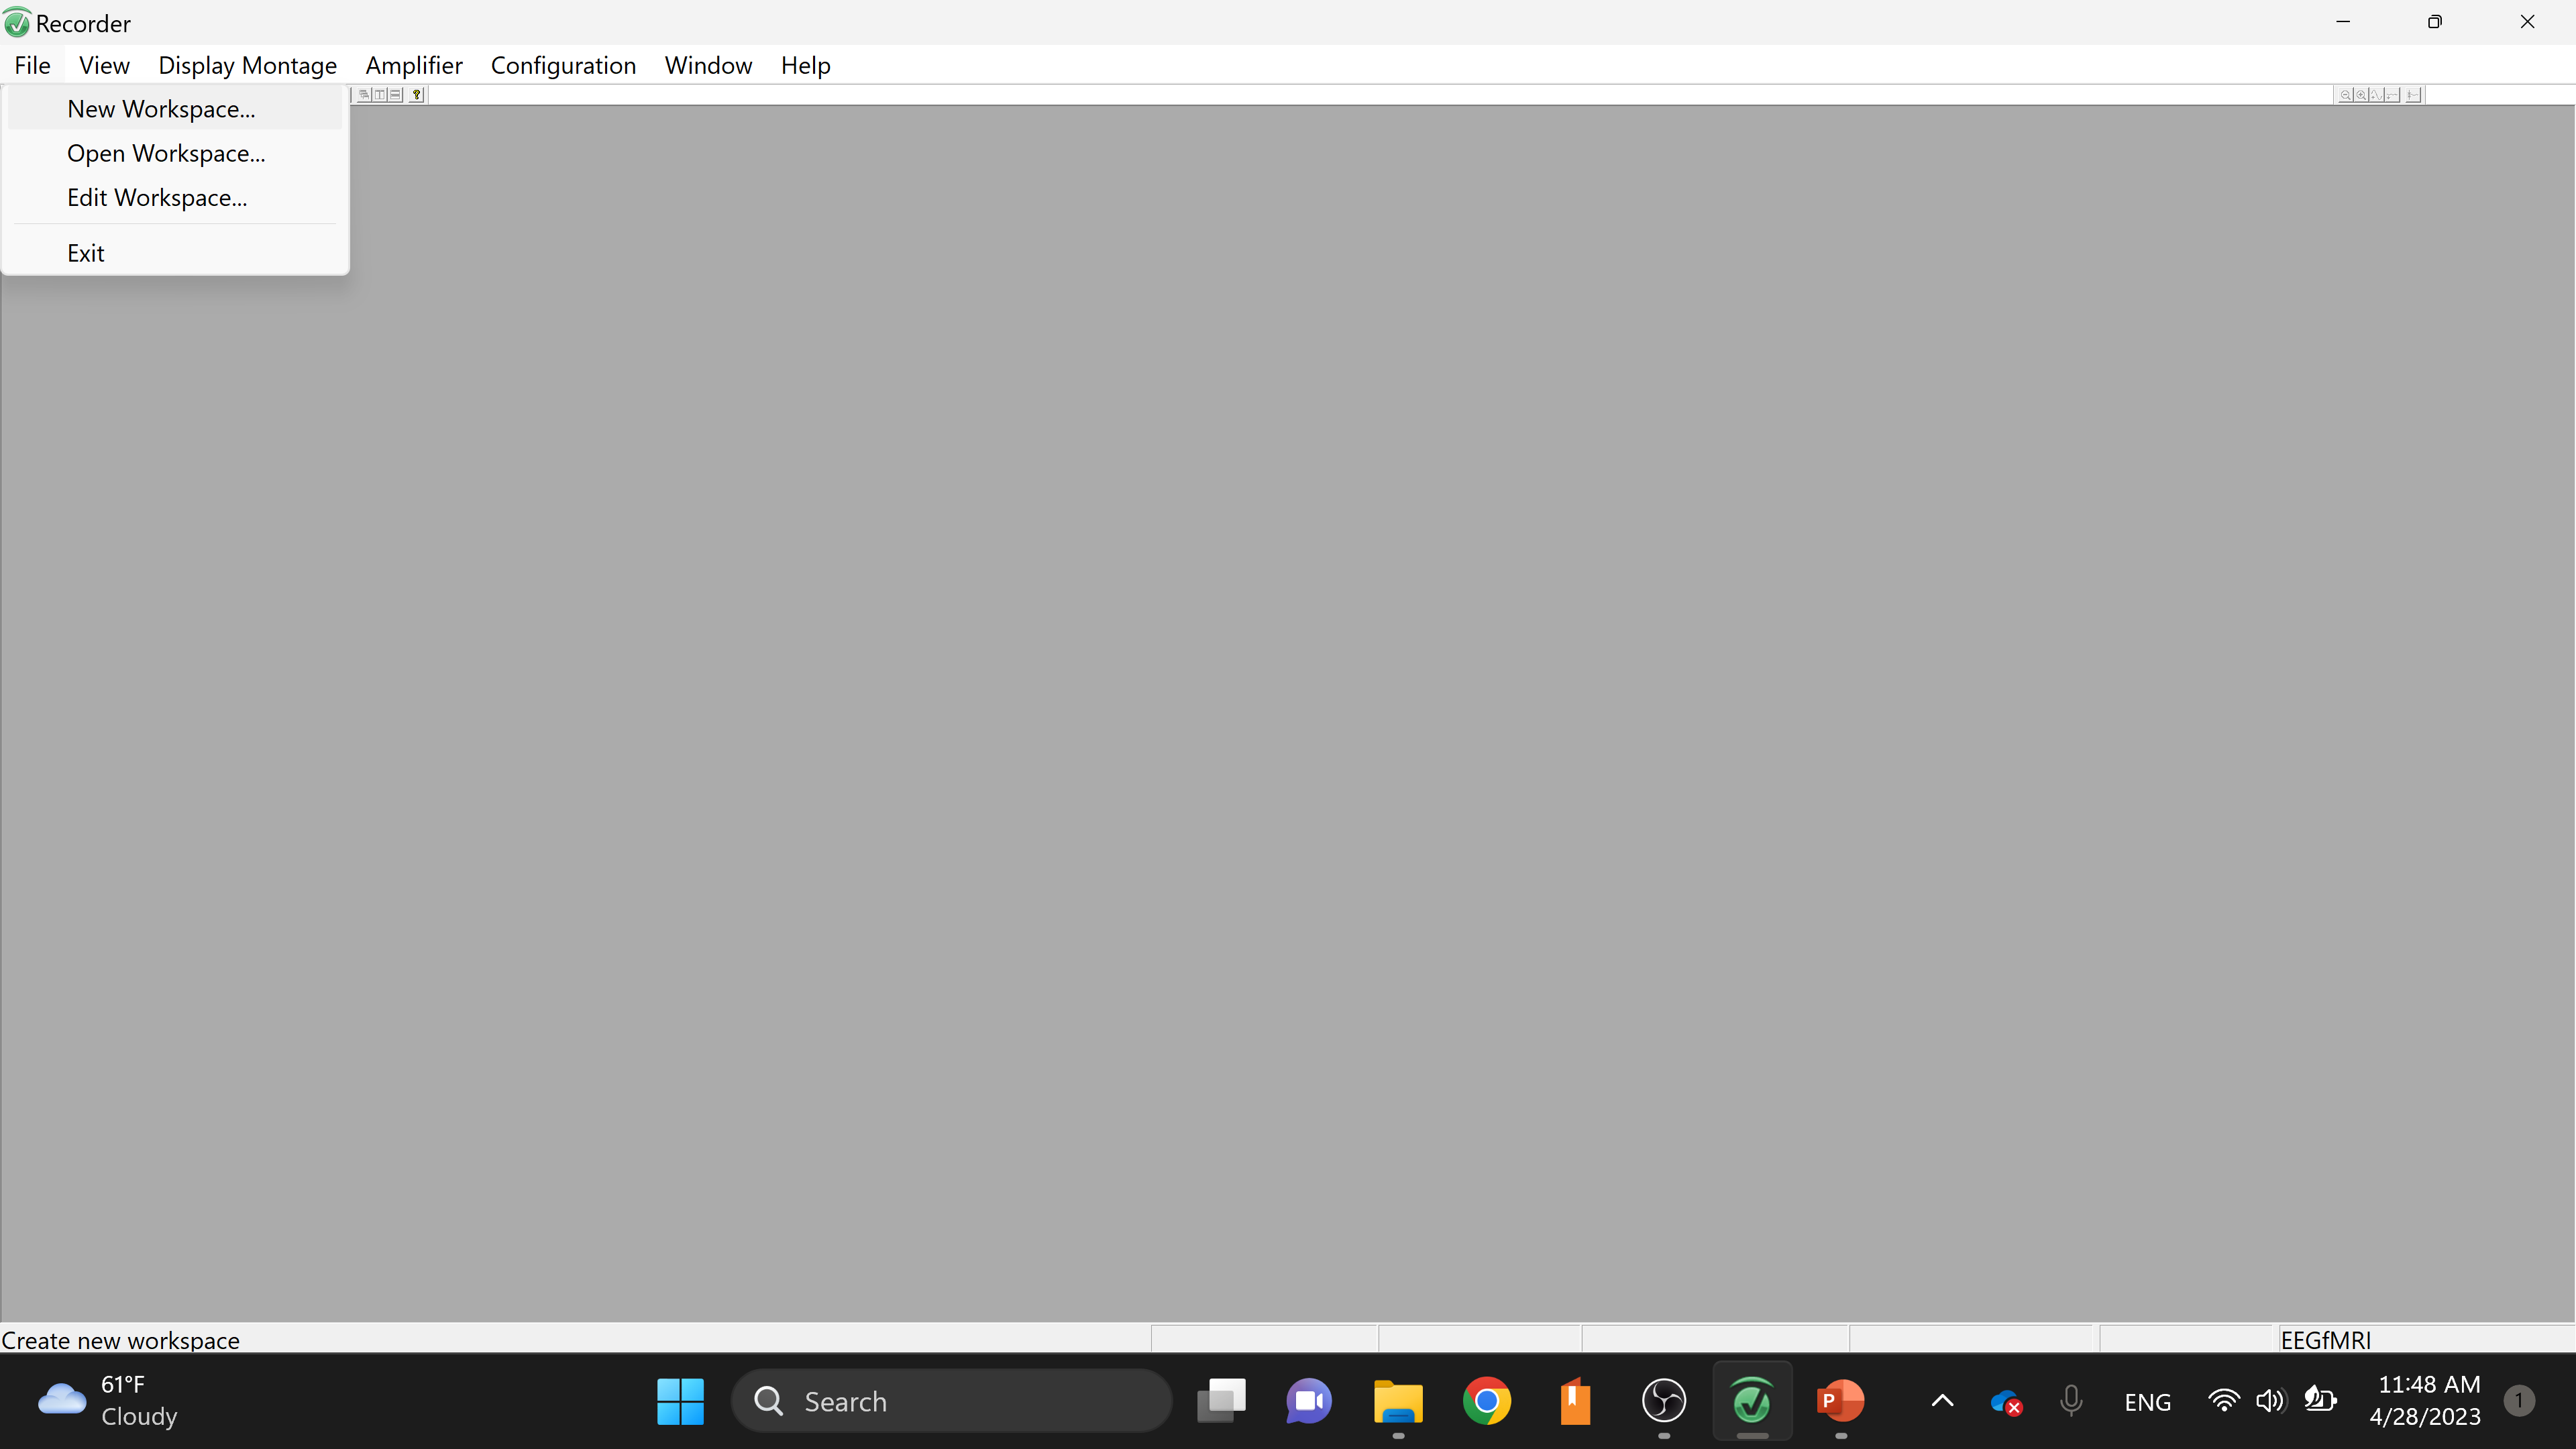 Recorder
File View Display Montage Amplifier Configuration Window Help
New Workspace...
Open Workspace...
Edit Workspace...
Exit
Create new workspace
EEGfMRI
61°F
Cloudy
Search
P
ENG
11:48 AM
4/28/2023
1